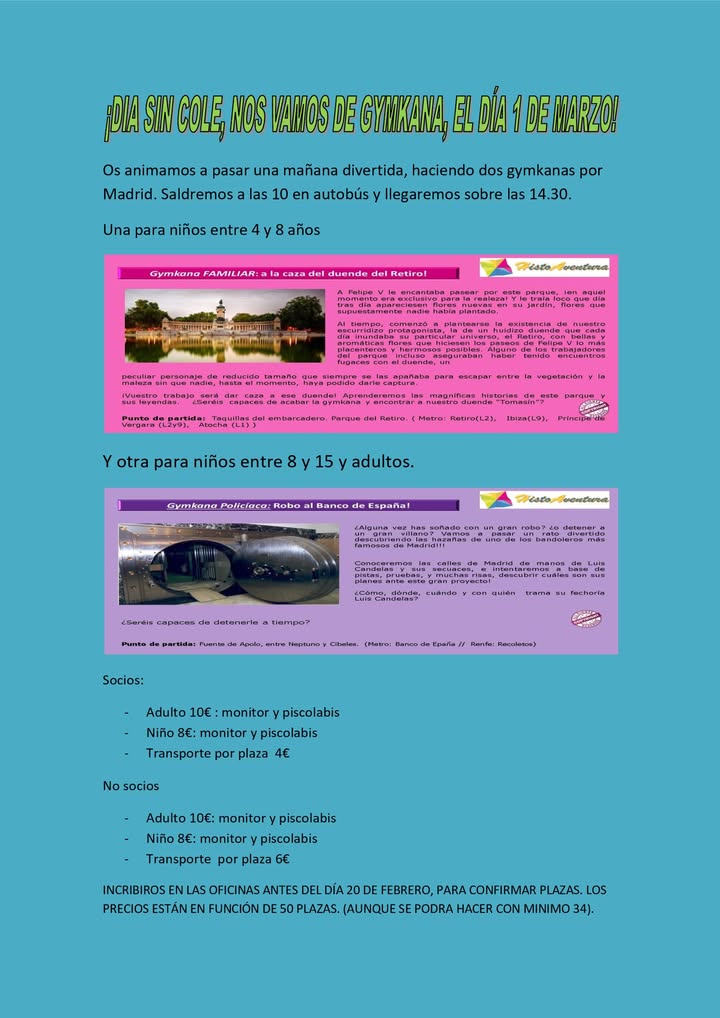 ¡DIA SIN COLE, NOS VAMOS DE GYMKANA, EL DÍA 1 DE MARZO!
Os animamos a pasar una mañana divertida, haciendo dos gymkanas por
Madrid. Saldremos a las 10 en autobús y llegaremos sobre las 14.30.
Una para niños entre 4 y 8 años
Gymkana FAMILIAR: a la caza del duende del Retiro!
HistoAventura
A Felipe V le encantaba pasear por este parque, ¡en aquel
momento era exclusivo para la realeza! Y le traía loco que día
tras día apareciesen flores nuevas en su jardín, flores que
supuestamente nadie había plantado.
Al tiempo, comenzó a plantearse la existencia de nuestro
escurridizo protagonista, la de un huidizo duende que cada
día inundaba su particular universo, el Retiro, con bellas y
aromáticas flores que hiciesen los paseos de Felipe V lo más
placenteros y hermosos posibles. Alguno de los trabajadores
del parque incluso aseguraban haber tenido encuentros
fugaces con el duende, un
peculiar personaje de reducido tamaño que siempre se las apañaba para escapar entre la vegetación y la
maleza sin que nadie, hasta el momento, haya podido darle captura.
¡Vuestro trabajo será dar caza a ese duende! Aprenderemos las magníficas historias de este parque y
sus leyendas. ¿Seréis capaces de acabar la gymkana y encontrar a nuestro duende "Tomasín"?
Punto de partida: Taquillas del embarcadero. Parque del Retiro. ( Metro: Retiro(L2), Ibiza(L9), Príncipe de
Vergara (L2y9), Atocha (L1) )
Y otra para niños entre 8 y 15 y adultos.
Gymkana Policíaca: Robo al Banco de España!
HistoAventura
¿Alguna vez has soñado con un gran robo? ¿o detener a
un gran villano? Vamos a pasar un rato divertido
descubriendo las hazañas de uno de los bandoleros más
famosos de Madrid!!!
Conoceremos las calles de Madrid de manos de Luis
Candelas y sus secuaces, e intentaremos a base de
pistas, pruebas, y muchas risas, descubrir cuáles son sus
planes ante este gran proyecto!
¿Cómo, dónde, cuándo y con quién trama su fechoría
Luis Candelas?
¿Seréis capaces de detenerle a tiempo?
Punto de partida: Fuente de Apolo, entre Neptuno y Cibeles. (Metro: Banco de Epaña // Renfe: Recoletos)
Socios:
- Adulto 10€ : monitor y piscolabis
- Niño 8€: monitor y piscolabis
- Transporte por plaza 4€
No socios
- Adulto 10€: monitor y piscolabis
- Niño 8€: monitor y piscolabis
- Transporte por plaza 6€
INCRIBIROS EN LAS OFICINAS ANTES DEL DÍA 20 DE FEBRERO, PARA CONFIRMAR PLAZAS. LOS
PRECIOS ESTÁN EN FUNCIÓN DE 50 PLAZAS. (AUNQUE SE PODRA HACER CON MINIMO 34).